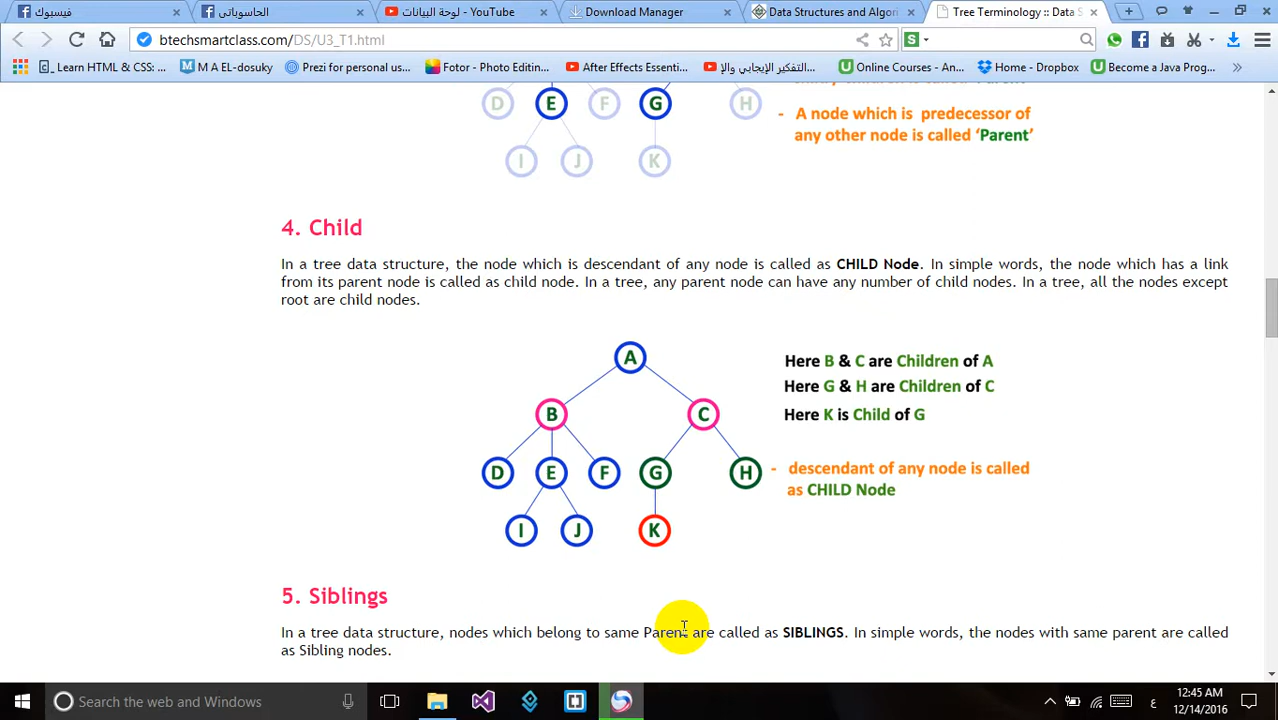 فيسبوك
الحاسوباتى
لوحة البيانات - YouTube
Download Manager
Data Structures and Algori
Tree Terminology :: Data S
btechsmartclass.com/DS/U3_T1.html
S
_Learn HTML & CSS: ...
M A EL-dosuky
Prezi for personal us...
Fotor - Photo Editin...
After Effects Essenti...
التفكير الإيجابي والإ...
Online Courses - An...
Home - Dropbox
Become a Java Prog...
D E F G H
- A node which is predecessor of
any other node is called ‘Parent’
I J K
4. Child
In a tree data structure, the node which is descendant of any node is called as CHILD Node. In simple words, the node which has a link
from its parent node is called as child node. In a tree, any parent node can have any number of child nodes. In a tree, all the nodes except
root are child nodes.
A
Here B & C are Children of A
Here G & H are Children of C
B C
Here K is Child of G
D E F G H
- descendant of any node is called
as CHILD Node
I J K
5. Siblings
In a tree data structure, nodes which belong to same Parent are called as SIBLINGS. In simple words, the nodes with same parent are called
as Sibling nodes.
Search the web and Windows
ع
12:45 AM
12/14/2016